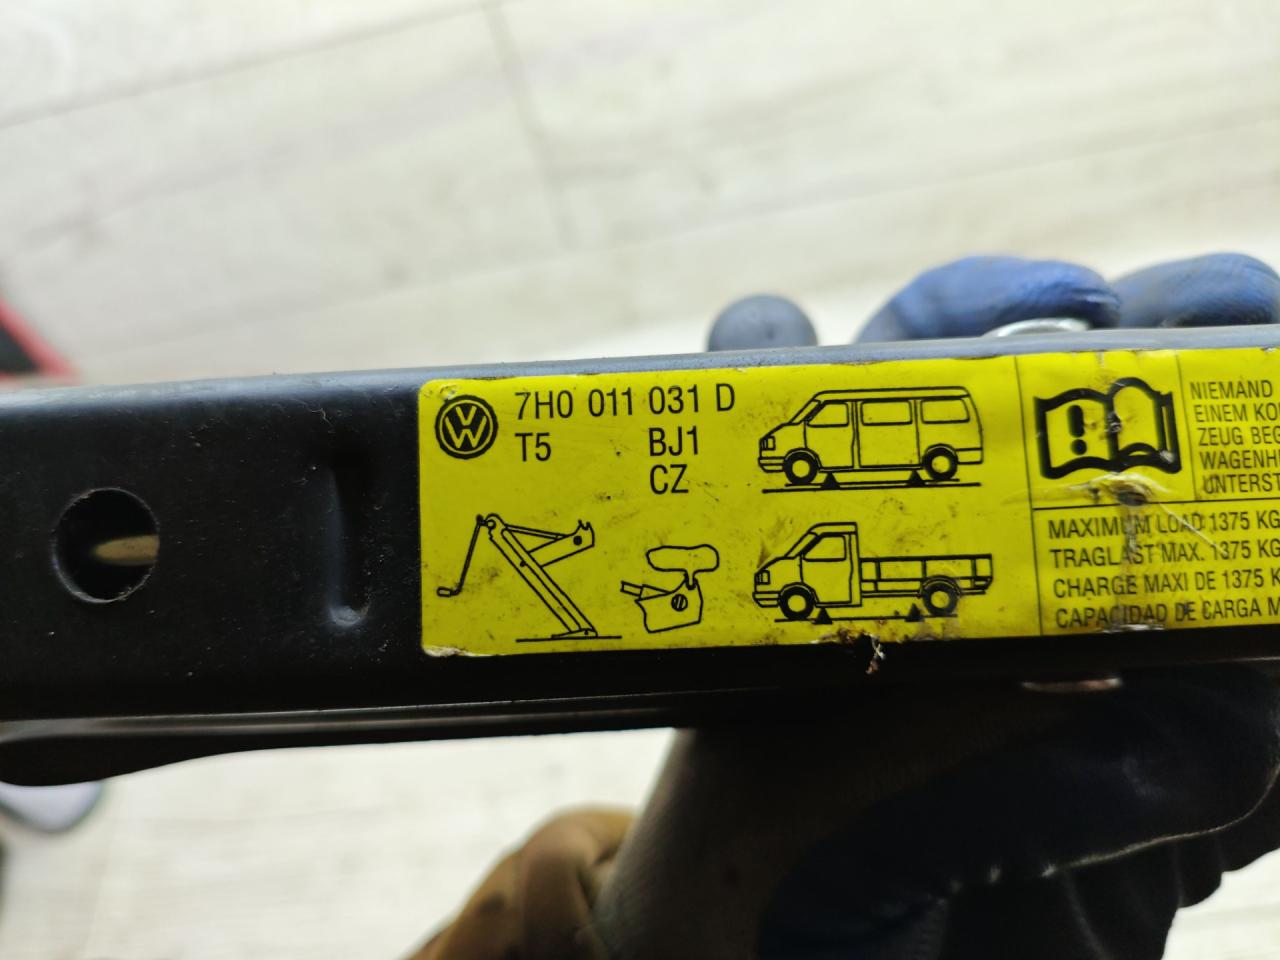 7H0 011 031 D
T5 BJ1
CZ
NIEMAND
EINEM KO
ZEUG BEG
WAGENHE
UNTERST
MAXIMUM LOAD 1375 KG
TRAGLAST MAX. 1375 KG
CHARGE MAXI DE 1375 K
CAPACIDAD DE CARGA M